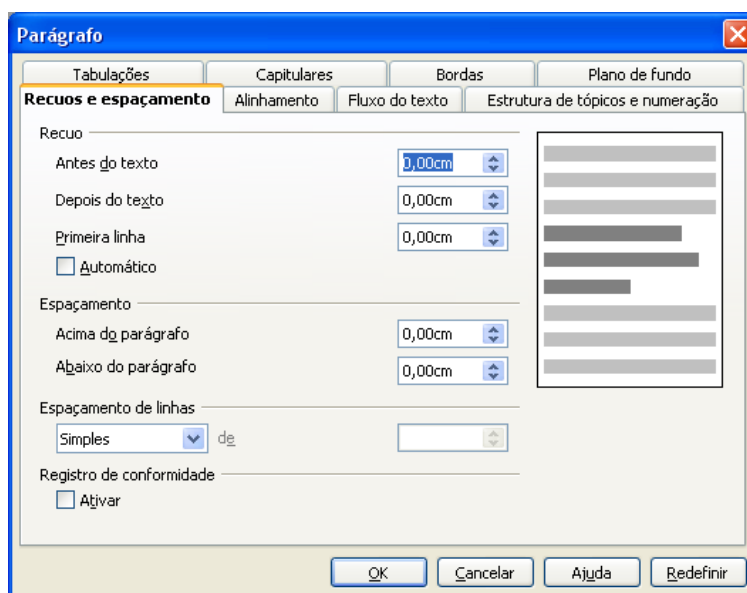 Parágrafo
Tabulações Capitulares Bordas Plano de fundo
Recuos e espaçamento Alinhamento Fluxo do texto Estrutura de tópicos e numeração
Recuo
Antes do texto 0,00cm
Depois do texto 0,00cm
Primeira linha 0,00cm
Automático
Espaçamento
Acima do parágrafo 0,00cm
Abaixo do parágrafo 0,00cm
Espaçamento de linhas
Simples de
Registro de conformidade
Ativar
OK Cancelar Ajuda Redefinir